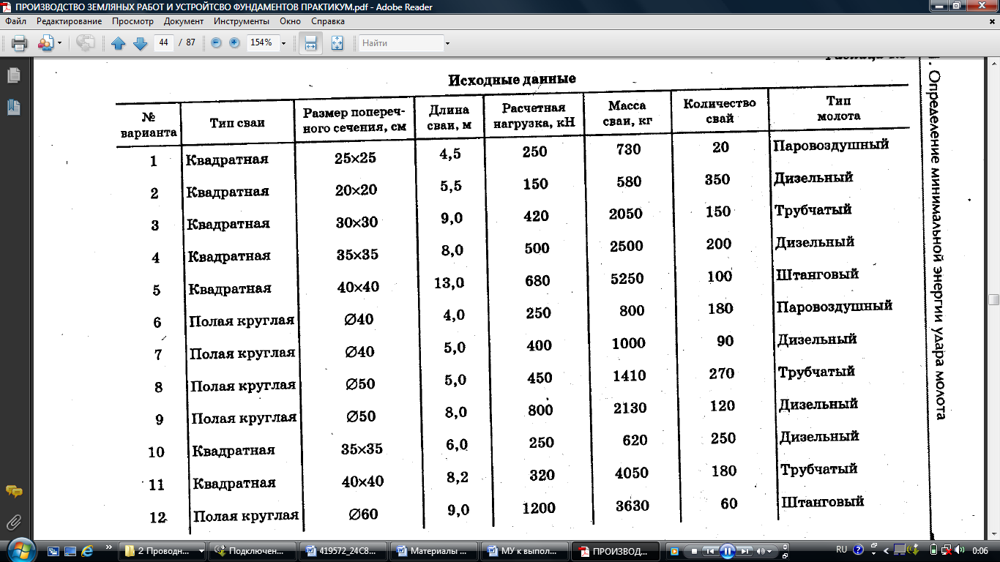 ПРОИЗВОДСТВО ЗЕМЛЯНЫХ РАБОТ И УСТРОЙТСВО ФУНДАМЕНТОВ ПРАКТИКУМ.pdf - Adobe Reader
Файл Редактирование Просмотр Документ Инструменты Окно Справка
44 / 87 154% Найти
Исходные данные
№ варианта Тип сваи Размер попереч-ного сечения, см Длина сваи, м Расчетная нагрузка, кН Масса сваи, кг Количество свай Тип молота
1 Квадратная 25×25 4,5 250 730 20 Паровоздушный
2 Квадратная 20×20 5,5 150 580 350 Дизельный
3 Квадратная 30×30 9,0 420 2050 150 Трубчатый
4 Квадратная 35×35 8,0 500 2500 200 Дизельный
5 Квадратная 40×40 13,0 680 5250 100 Штанговый
6 Полая круглая ∅40 4,0 250 800 180 Паровоздушный
7 Полая круглая ∅40 5,0 400 1000 90 Дизельный
8 Полая круглая ∅50 5,0 450 1410 270 Трубчатый
9 Полая круглая ∅50 8,0 800 2130 120 Дизельный
10 Квадратная 35×35 6,0 250 620 250 Дизельный
11 Квадратная 40×40 8,2 320 4050 180 Трубчатый
12 Полая круглая ∅60 9,0 1200 3630 60 Штанговый
. Определение минимальной энергии удара молота
2 Проводн... Подключен... 419572_24C8... Материалы ... МУ к выпол... ПРОИЗВОД... RU 0:06